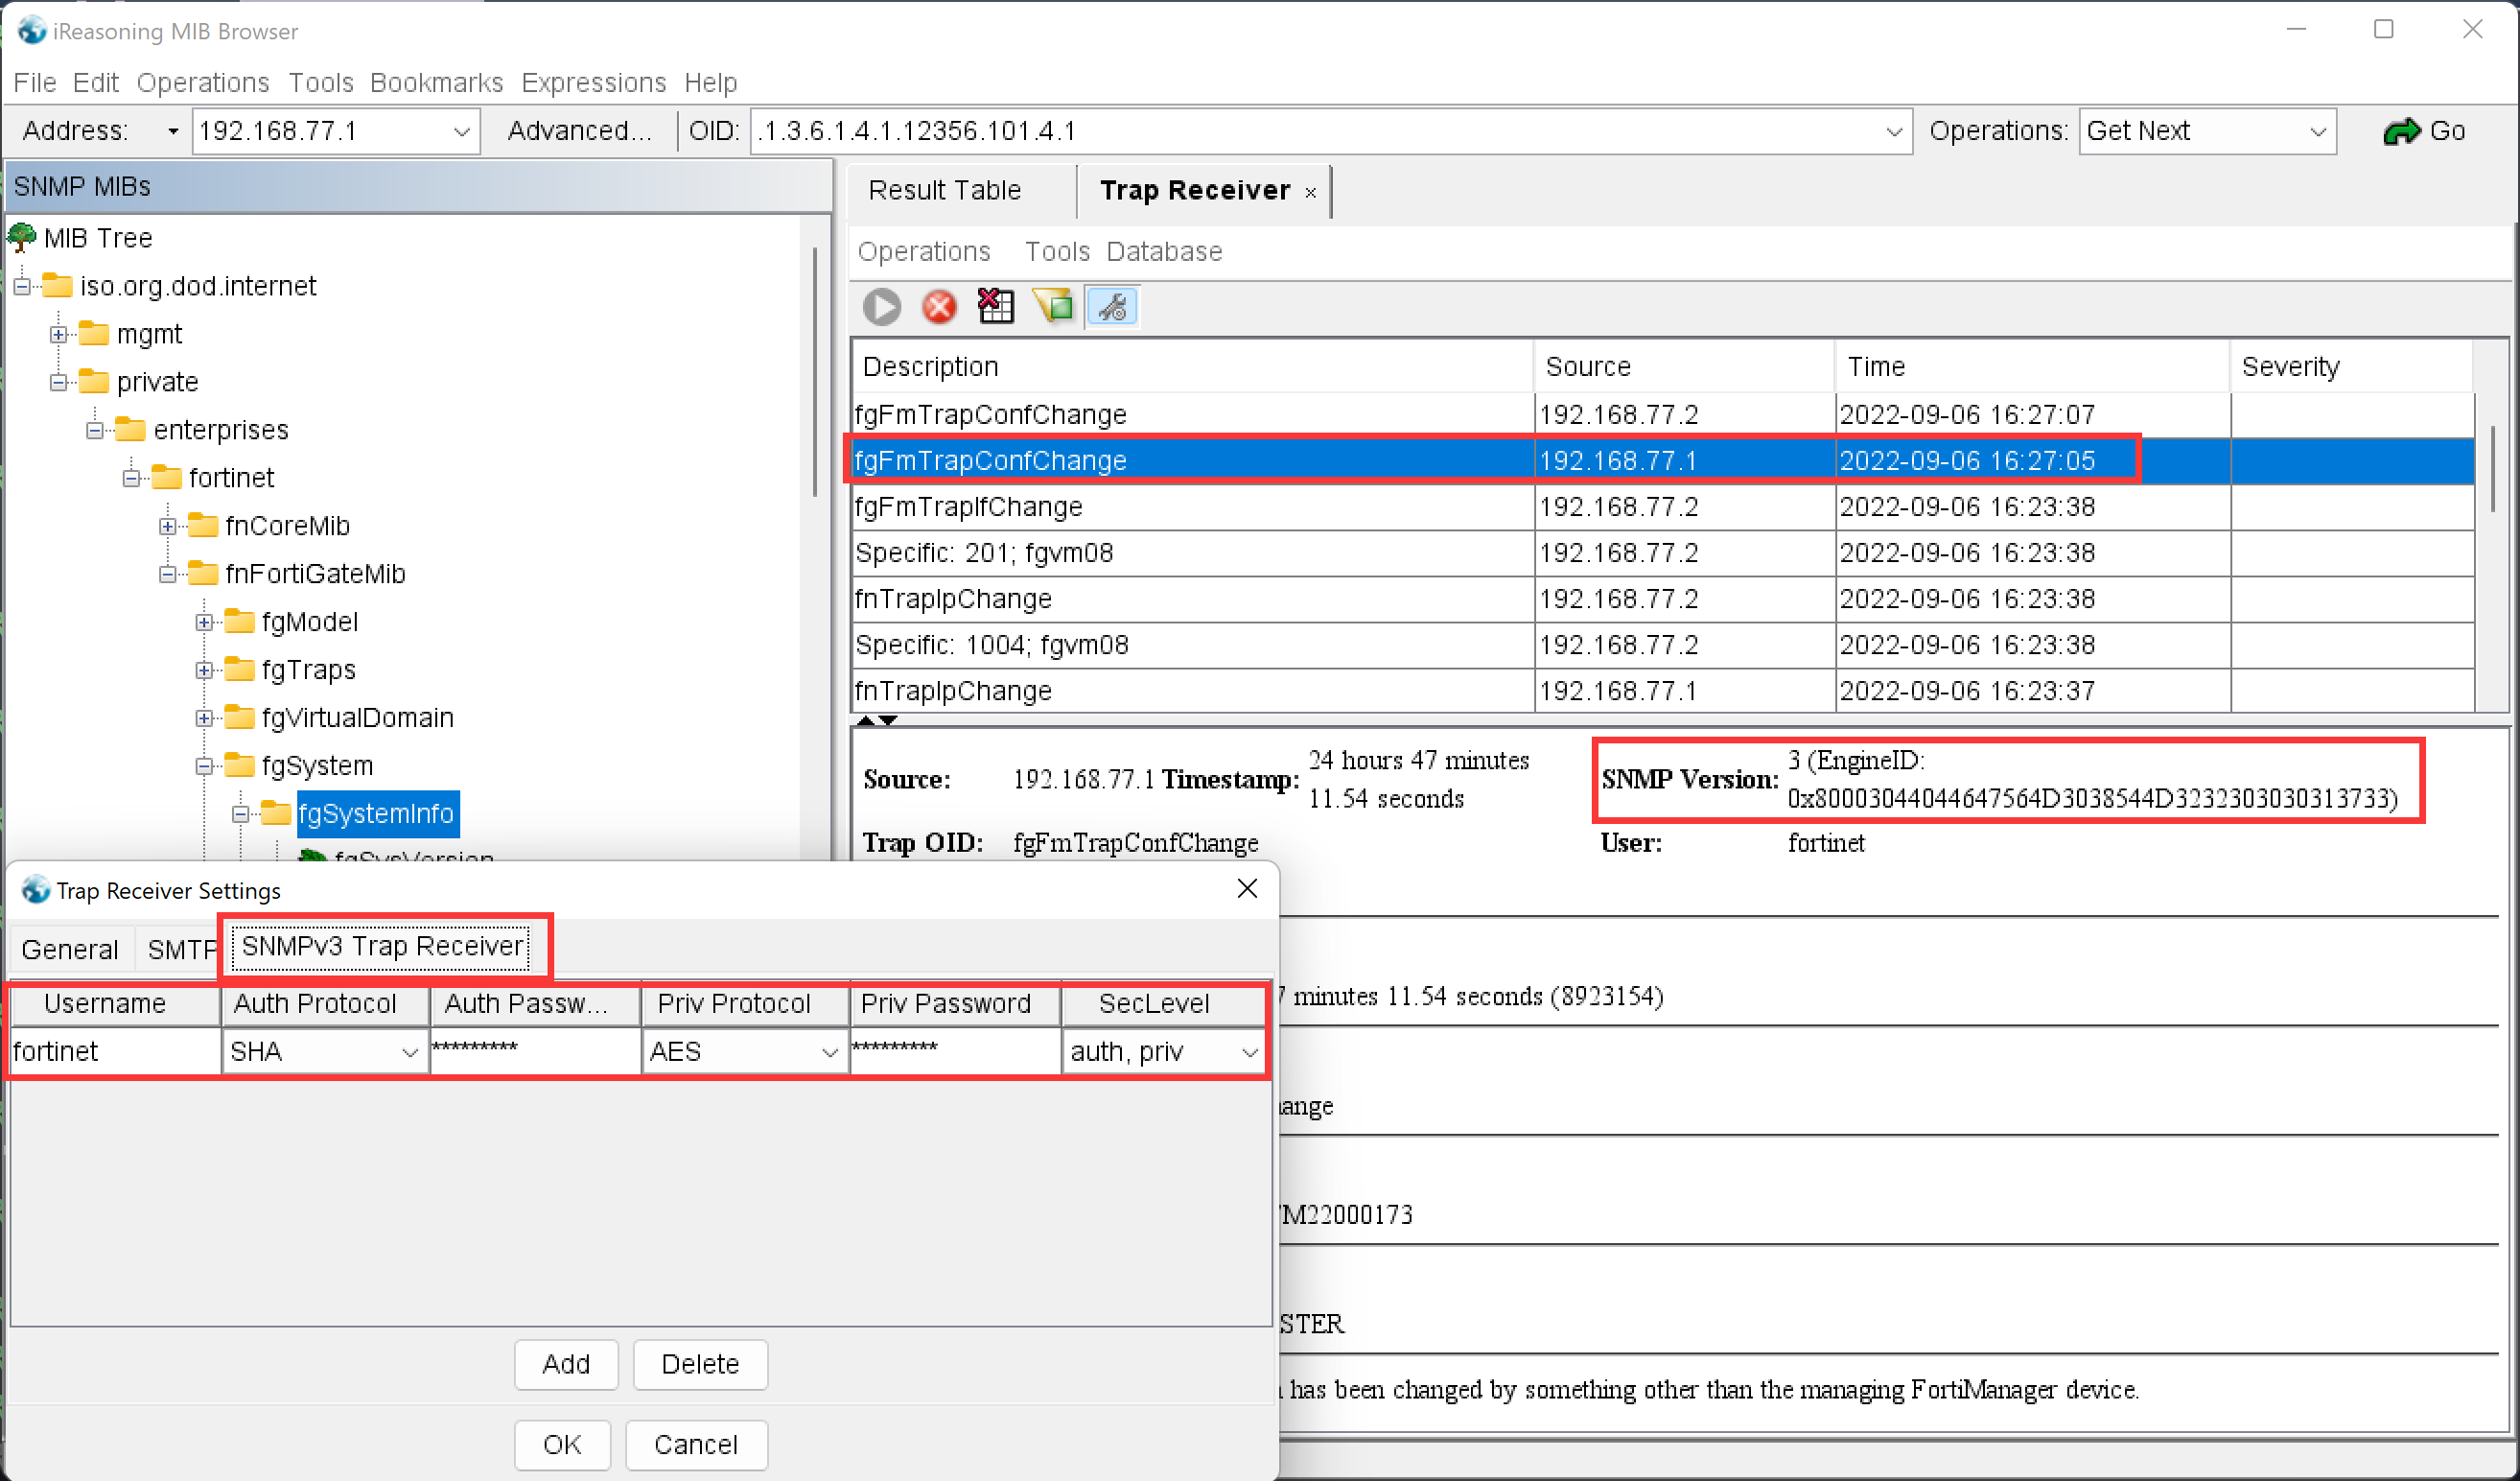 iReasoning MIB Browser
File Edit Operations Tools Bookmarks Expressions Help
Address: 192.168.77.1 Advanced... OID: .1.3.6.1.4.1.12356.101.4.1 Operations: Get Next Go
SNMP MIBs
MIB Tree
iso.org.dod.internet
mgmt
private
enterprises
fortinet
fnCoreMib
fnFortiGateMib
fgModel
fgTraps
fgVirtualDomain
fgSystem
fgSystemInfo
fgSysVersion
Result Table Trap Receiver
Operations Tools Database
Description Source Time Severity
fgFmTrapConfChange 192.168.77.2 2022-09-06 16:27:07
fgFmTrapConfChange 192.168.77.1 2022-09-06 16:27:05
fgFmTrapIfChange 192.168.77.2 2022-09-06 16:23:38
Specific: 201; fgvm08 192.168.77.2 2022-09-06 16:23:38
fnTrapIpChange 192.168.77.2 2022-09-06 16:23:38
Specific: 1004; fgvm08 192.168.77.2 2022-09-06 16:23:38
fnTrapIpChange 192.168.77.1 2022-09-06 16:23:37
Source: 192.168.77.1 Timestamp: 24 hours 47 minutes 11.54 seconds SNMP Version: 3 (EngineID:
0x80003044044647564D3038544D3232303030313733)
Trap OID: fgFmTrapConfChange User: fortinet
7 minutes 11.54 seconds (8923154)
ange
M22000173
STER
has been changed by something other than the managing FortiManager device.
Trap Receiver Settings
General SMTP SNMPv3 Trap Receiver
Username Auth Protocol Auth Passw... Priv Protocol Priv Password SecLevel
fortinet SHA ********* AES ********* auth, priv
Add Delete
OK Cancel